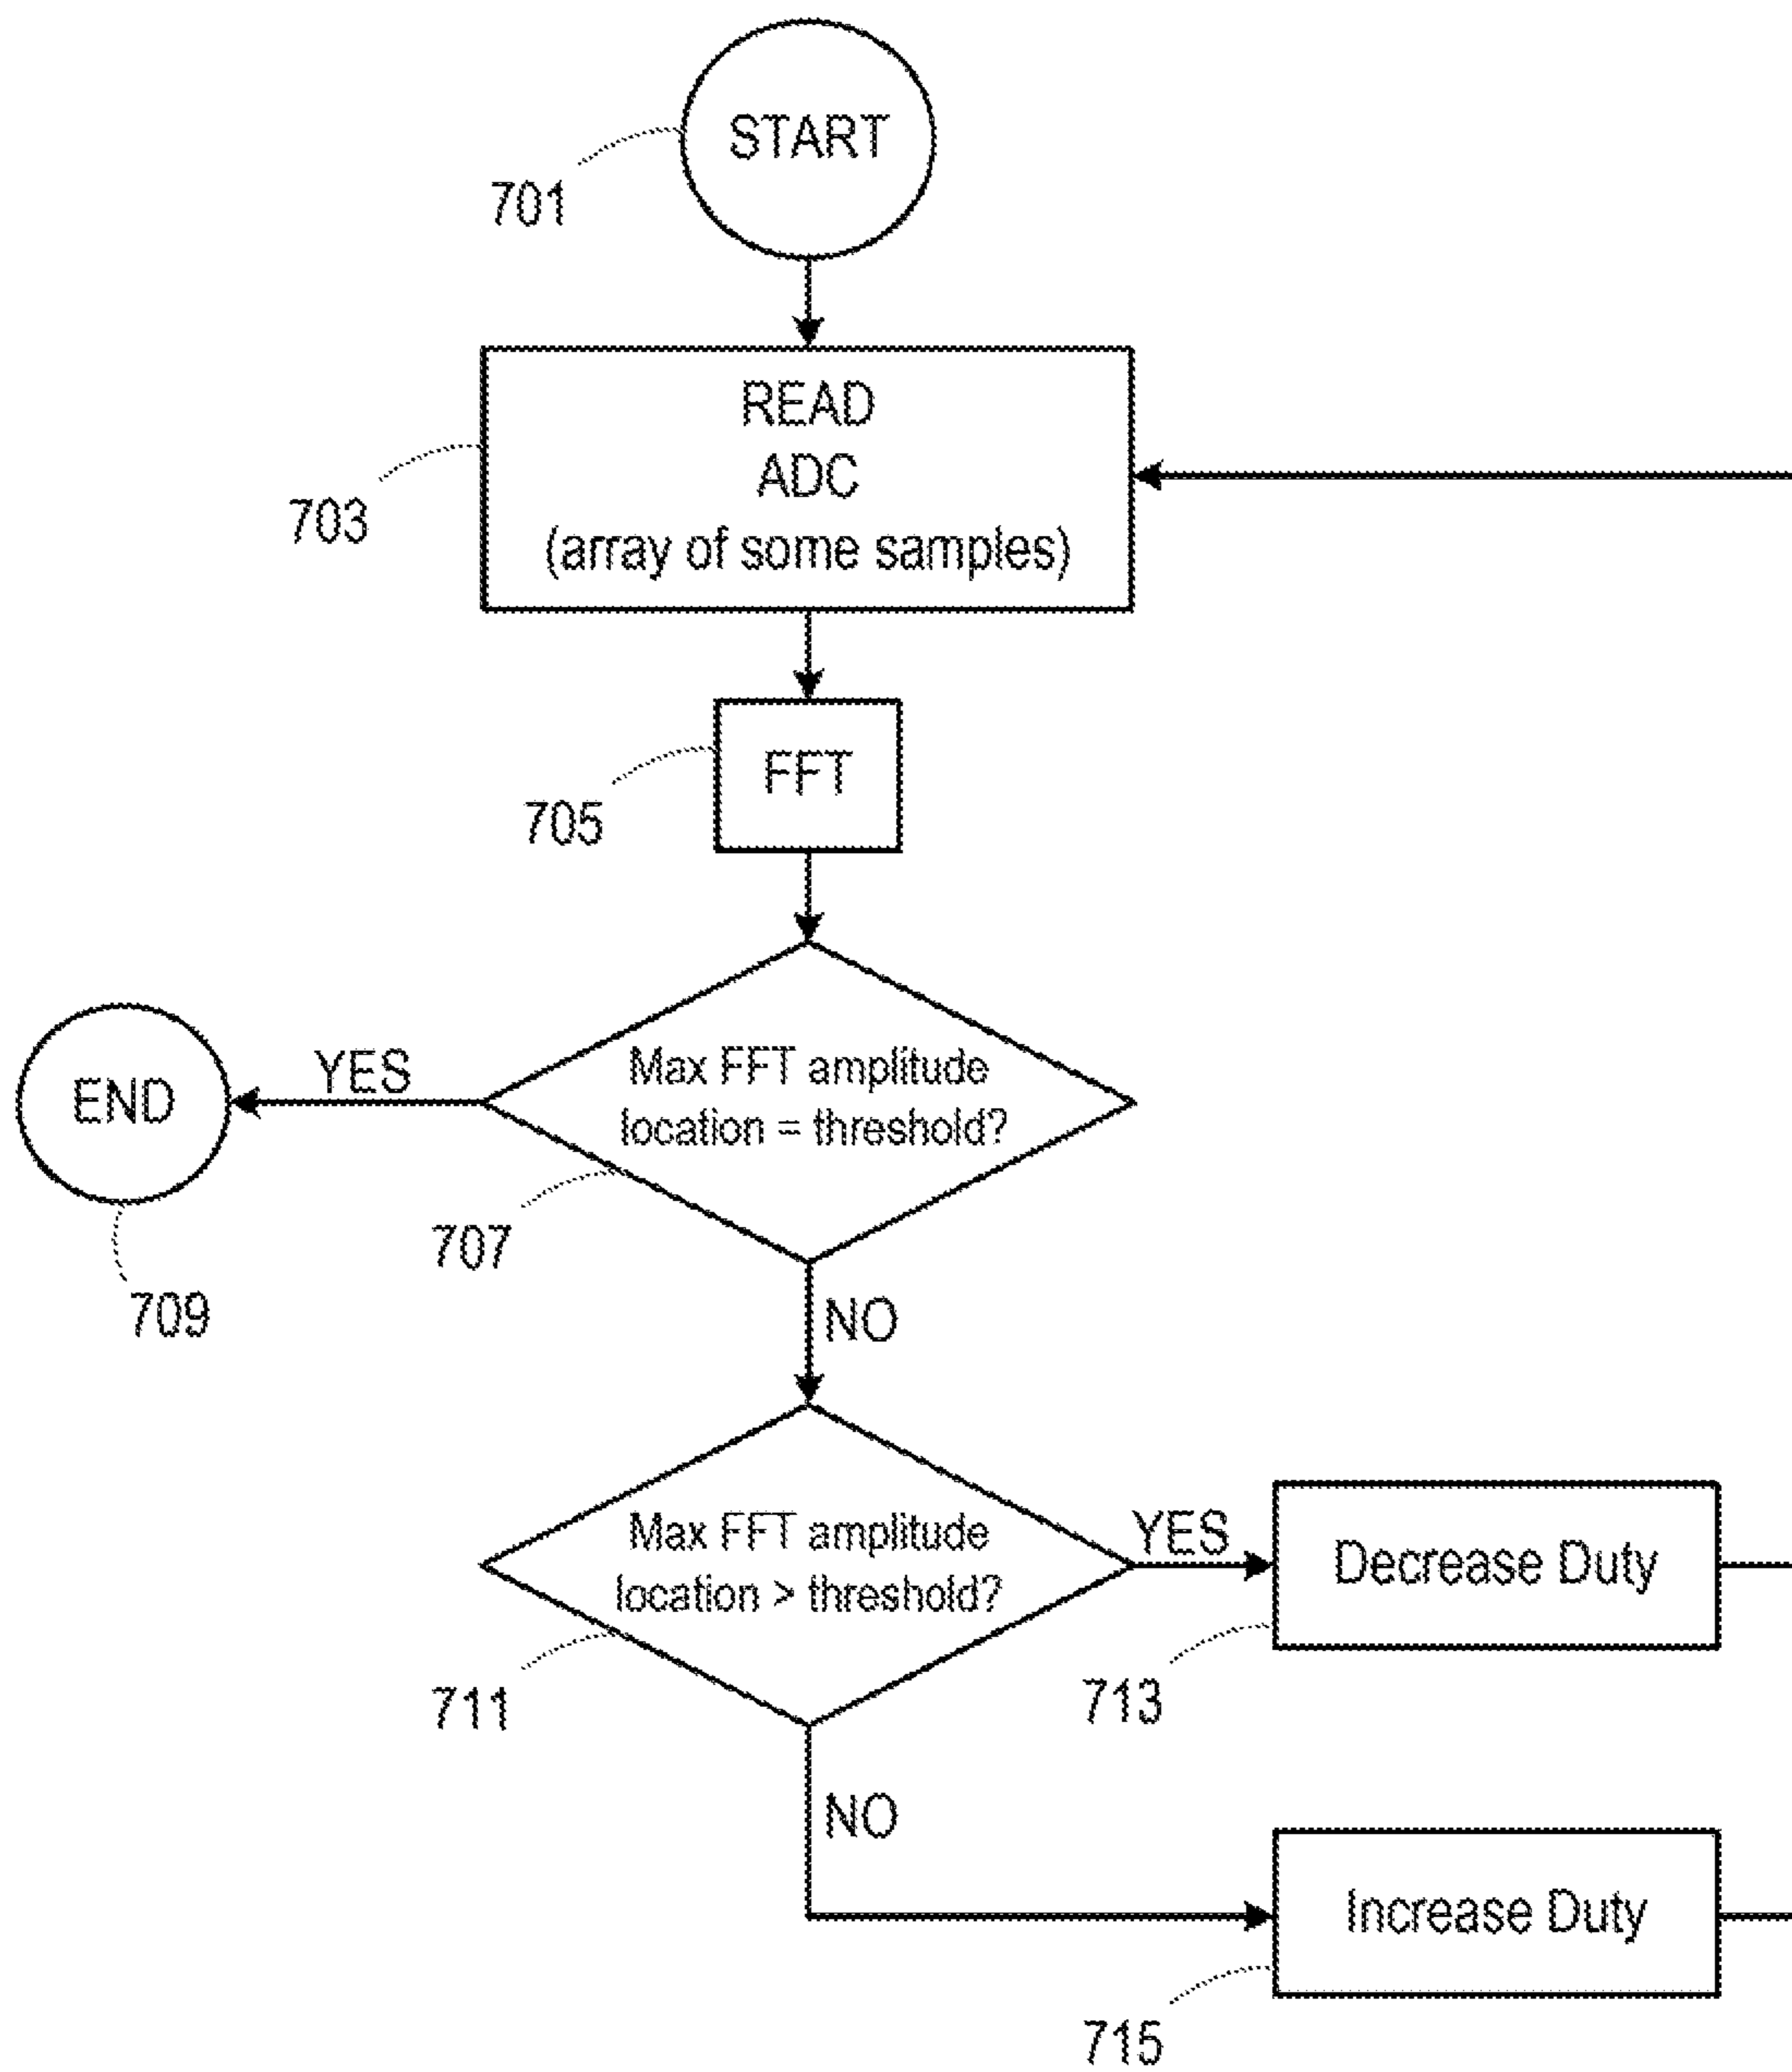 START
701
READ
ADC
(array of some samples)
703
FFT
705
Max FFT amplitude
location = threshold?
YES
END
707
709
NO
Max FFT amplitude
location > threshold?
YES
Decrease Duty
711
713
NO
Increase Duty
715